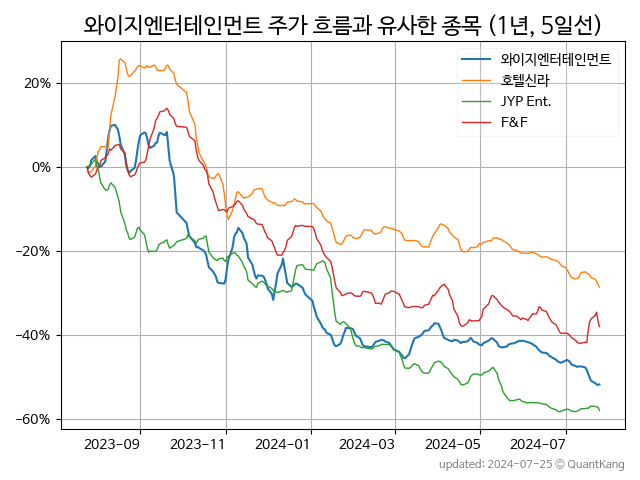 와이지엔터테인먼트 주가 흐름과 유사한 종목 (1년, 5일선)
와이지엔터테인먼트
호텔신라
JYP Ent.
F&F
20%
0%
−20%
−40%
−60%
2023-09 2023-11 2024-01 2024-03 2024-05 2024-07
updated: 2024-07-25 © QuantKang